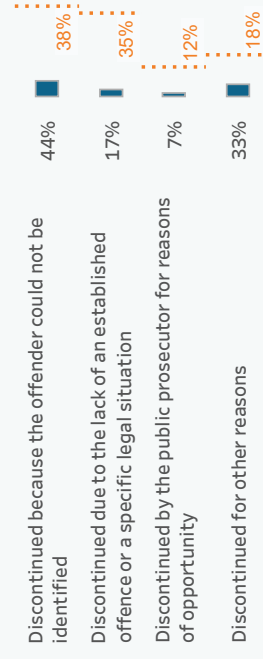 Discontinued because the offender could not be
identified
44%
38%
Discontinued due to the lack of an established
offence or a specific legal situation
17%
35%
Discontinued by the public prosecutor for reasons
of opportunity
7%
12%
Discontinued for other reasons
33%
18%